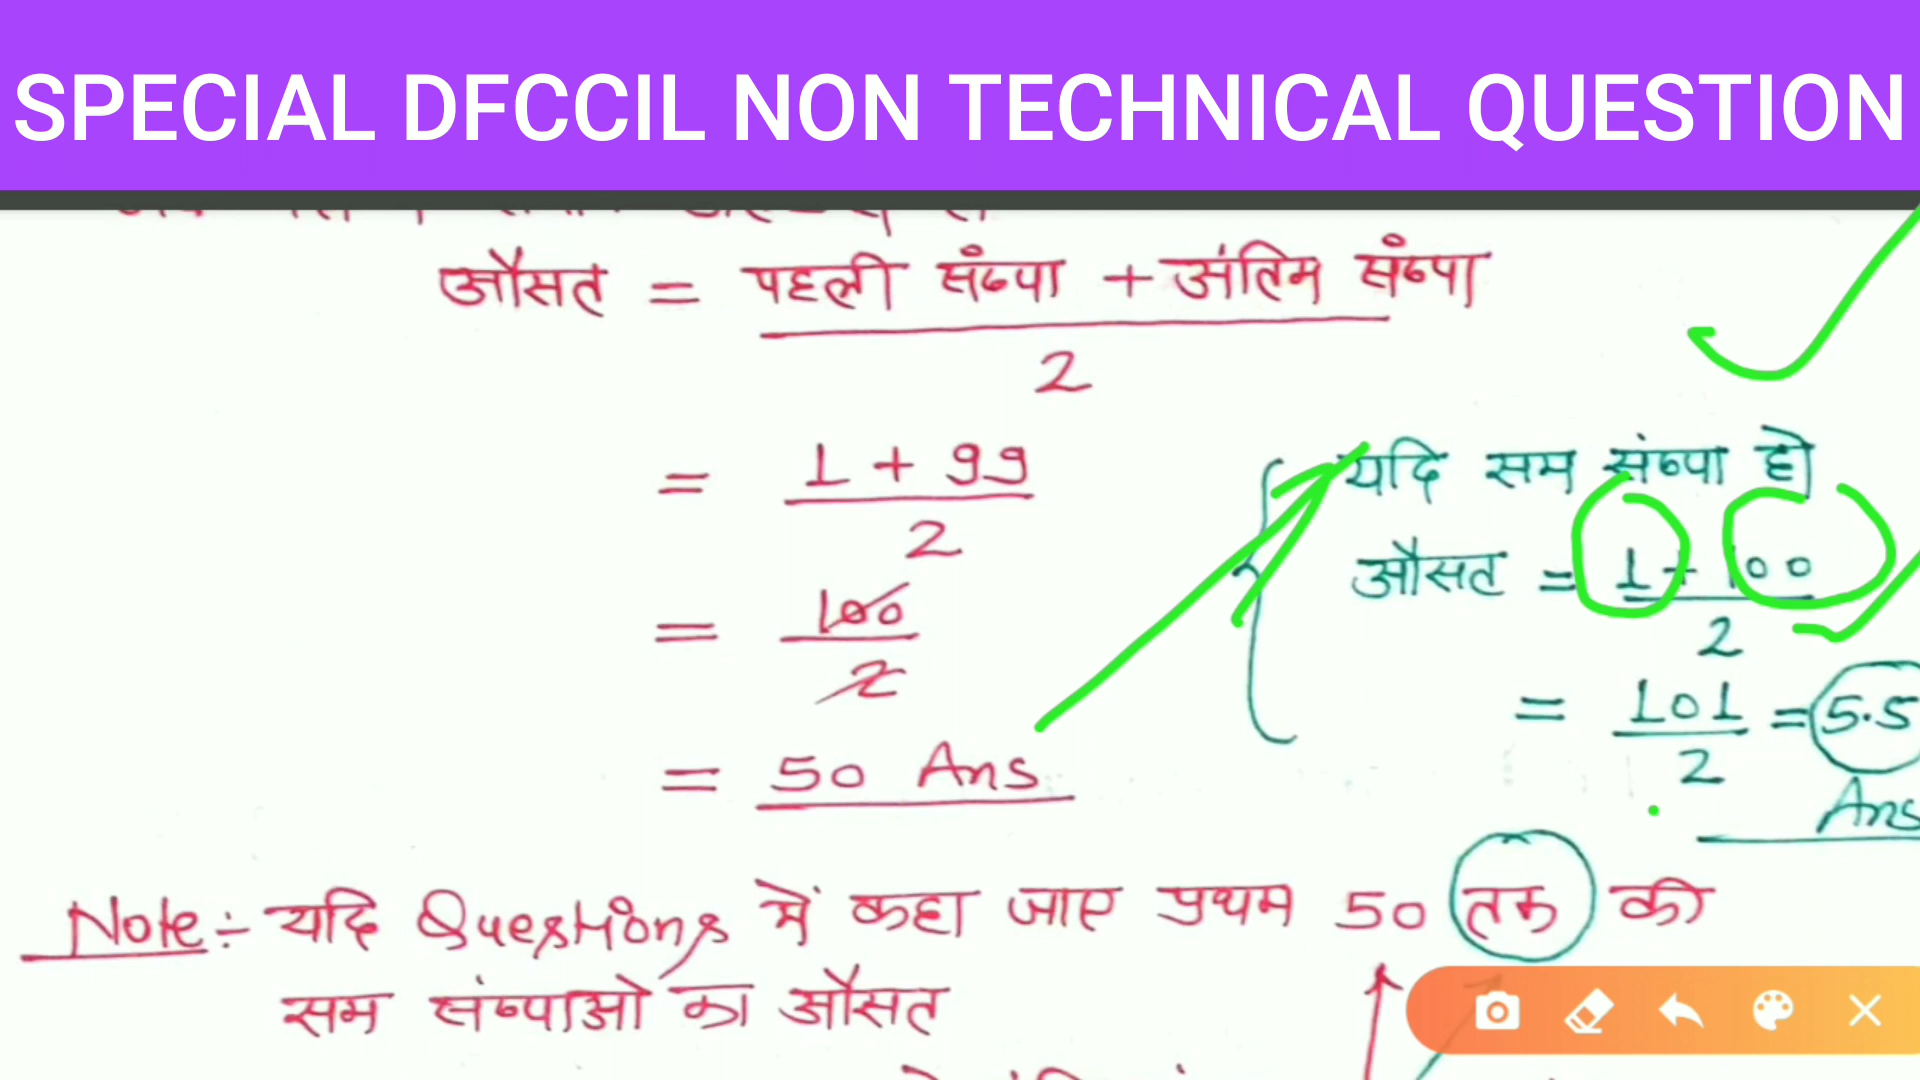 SPECIAL DFCCIL NON TECHNICAL QUESTION
औसत = पहली संख्या + अंतिम संख्या
2
= 1 + 99
2
= 100
2
= 50 Ans
यदि सम संख्या हो
औसत = 1 + 100
2
= 101 = 5.5
2
Ans
Note:- यदि Questions में कहा जाए प्रथम 50 तक की
सम संख्याओं का औसत